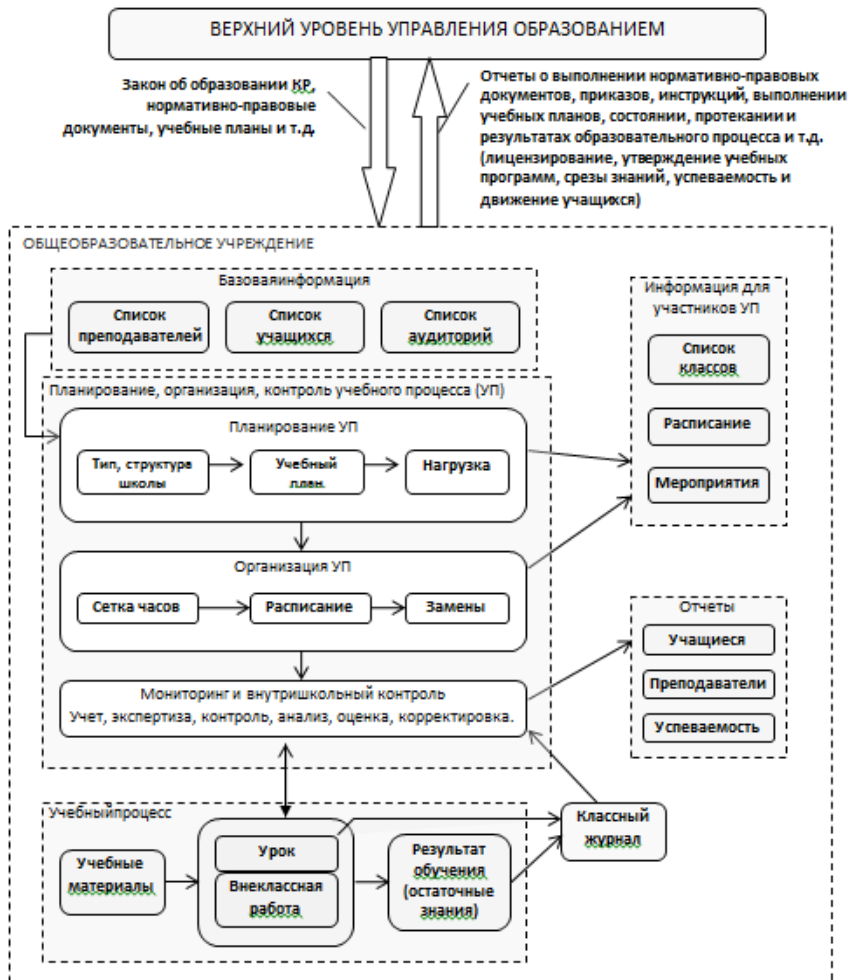 ВЕРХНИЙ УРОВЕНЬ УПРАВЛЕНИЯ ОБРАЗОВАНИЕМ
Закон об образовании КР,
нормативно-правовые
документы, учебные планы и т.д.
Отчеты о выполнении нормативно-правовых
документов, приказов, инструкций, выполнении
учебных планов, состоянии, протекании и
результатах образовательного процесса и т.д.
(лицензирование, утверждение учебных
программ, срезы знаний, успеваемость и
движение учащихся)
ОБЩЕОБРАЗОВАТЕЛЬНОЕ УЧРЕЖДЕНИЕ
Базоваяинформация
Список
преподавателей
Список
учащихся
Список
аудиторий
Информация для
участников УП
Список
классов
Расписание
Мероприятия
Планирование, организация, контроль учебного процесса (УП)
Планирование УП
Тип, структура
школы
Учебный
план.
Нагрузка
Организация УП
Сетка часов
Расписание
Замены
Мониторинг и внутришкольный контроль
Учет, экспертиза, контроль, анализ, оценка, корректировка.
Отчеты
Учащиеся
Преподаватели
Успеваемость
Учебныйпроцесс
Учебные
материалы
Урок
Внеклассная
работа
Результат
обучения
(остаточные
знания)
Классный
журнал